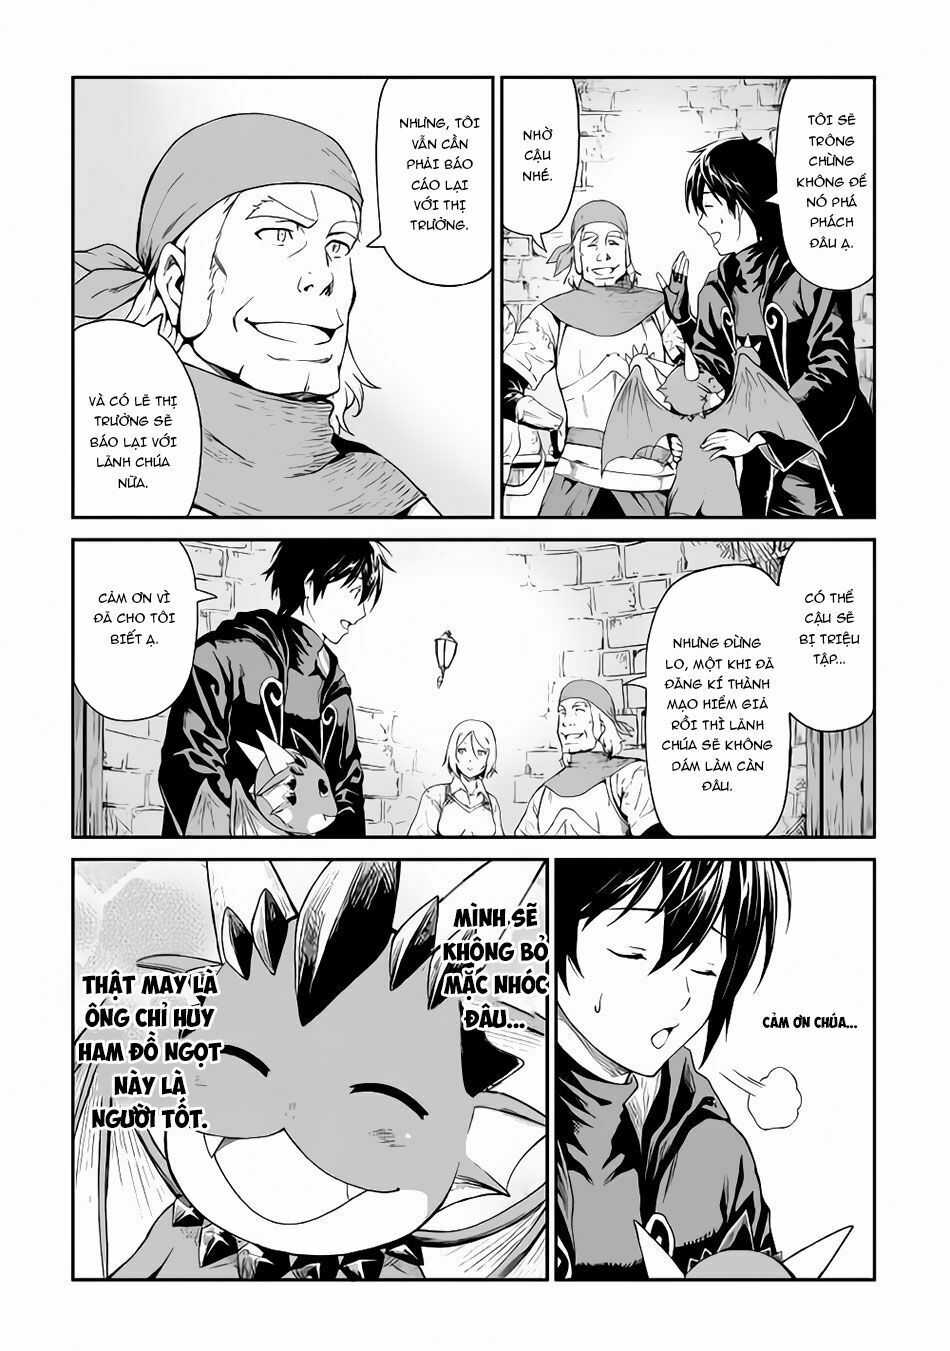 TÔI SẼ
TRÔNG
CHỪNG
KHÔNG ĐỂ
NÓ PHÁ
PHÁCH
ĐÂU Ạ.
NHỜ
CẬU
NHÉ.
NHƯNG, TÔI
VẪN CẦN
PHẢI BÁO
CÁO LẠI
VỚI THỊ
TRƯỞNG.
VÀ CÓ LẼ THỊ
TRƯỞNG SẼ
BÁO LẠI VỚI
LÃNH CHÚA
NỮA.
CÓ THỂ
CẬU SẼ
BỊ TRIỆU
TẬP...
NHƯNG ĐỪNG
LO, MỘT KHI ĐÃ
ĐĂNG KÍ THÀNH
MẠO HIỂM GIẢ
RỒI THÌ LÃNH
CHÚA SẼ KHÔNG
DÁM LÀM CÀN
ĐÂU.
CẢM ƠN VÌ
ĐÃ CHO TÔI
BIẾT Ạ.
CẢM ƠN CHÚA...
MÌNH SẼ
KHÔNG BỎ
MẶC NHÓC
ĐÂU...
THẬT MAY LÀ
ÔNG CHỈ HUY
HAM ĐỒ NGỌT
NÀY LÀ
NGƯỜI TỐT.